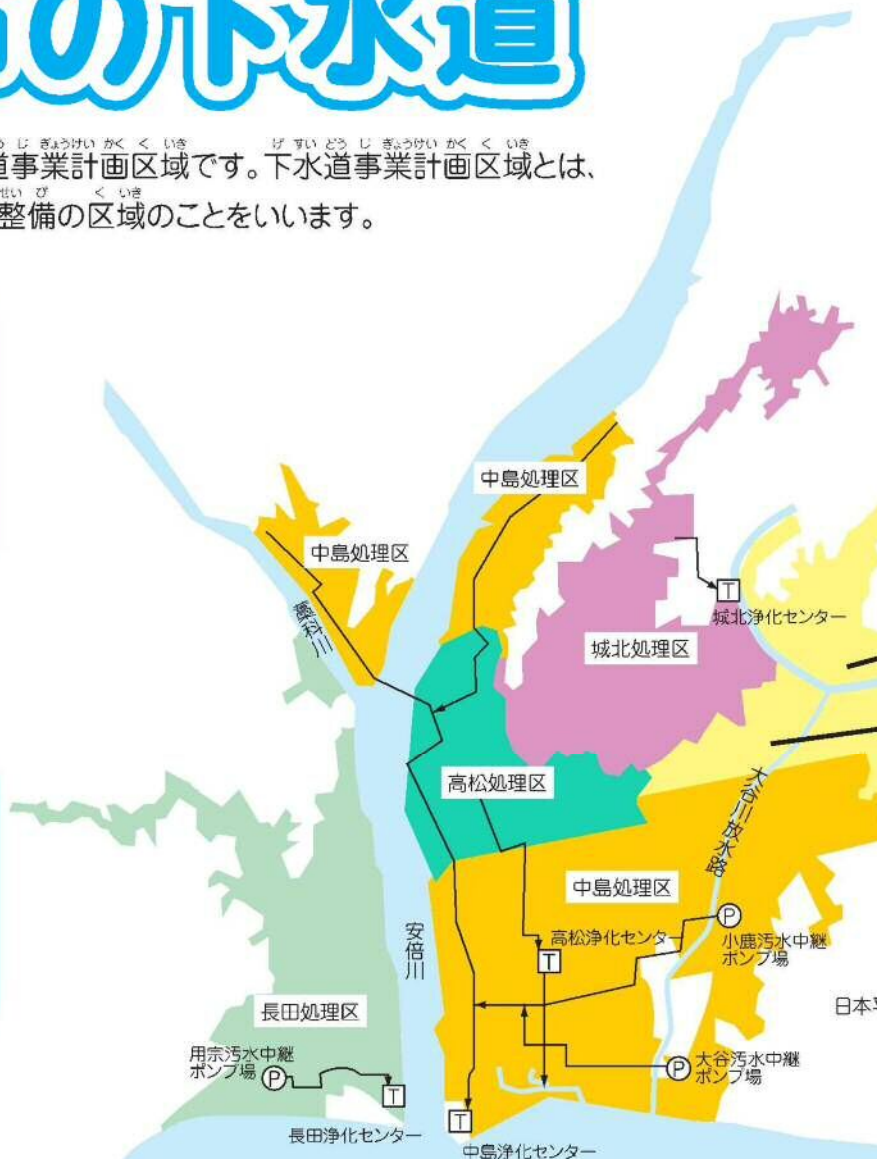 の下水道
道事業計画区域です。下水道事業計画区域とは、
整備の区域のことをいいます。
中島処理区
中島処理区
藁科川
T
城北浄化センター
城北処理区
高松処理区
大谷川放水路
中島処理区
安倍川
P
小鹿汚水中継
ポンプ場
高松浄化センター
T
日本平
長田処理区
用宗汚水中継
ポンプ場
P
T
長田浄化センター
P
大谷汚水中継
ポンプ場
T
中島浄化センター